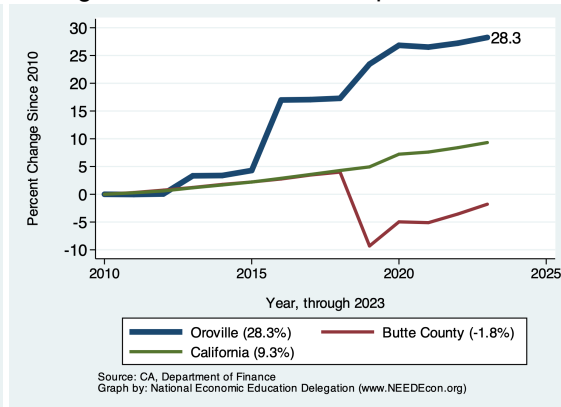 30
25
20
15
10
5
0
-5
-10
Percent Change Since 2010
28.3
2010
2015
2020
2025
Year, through 2023
Oroville (28.3%)
Butte County (-1.8%)
California (9.3%)
Source: CA, Department of Finance
Graph by: National Economic Education Delegation (www.NEEDEcon.org)